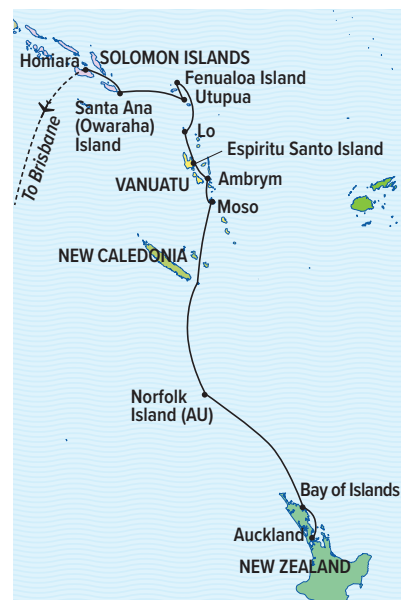 Honiara
SOLOMON ISLANDS
Fenualoa Island
Utupua
Santa Ana
(Owaraha)
Island
To Brisbane
Lo
Espiritu Santo Island
VANUATU
Ambrym
Moso
NEW CALEDONIA
Norfolk
Island (AU)
Bay of Islands
Auckland
NEW ZEALAND